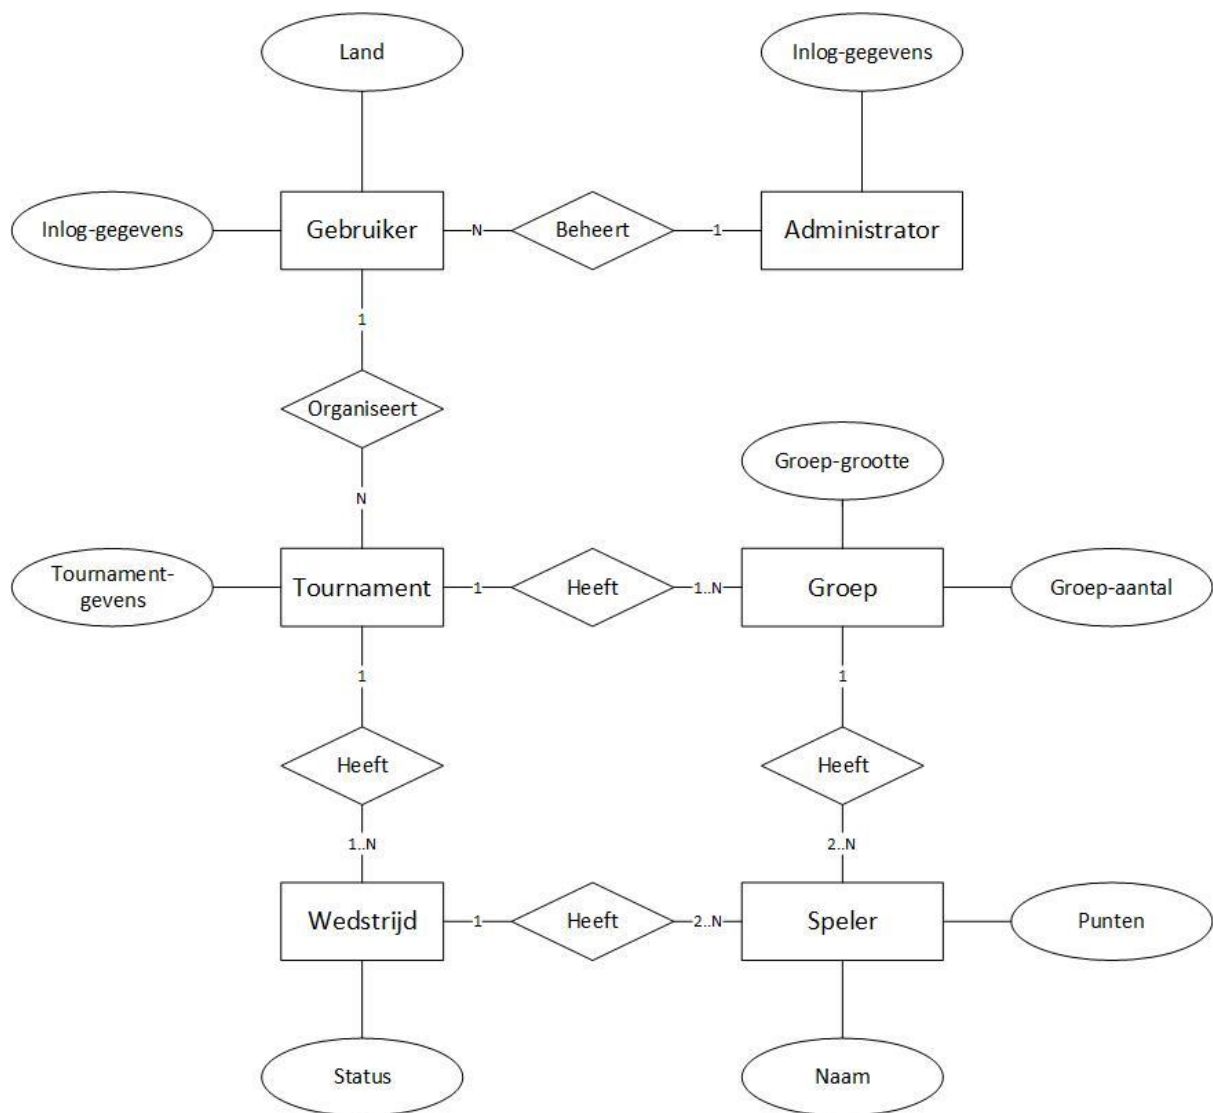 Land
Inlog-gegevens
Inlog-gegevens
Gebruiker
N
Beheert
1
Administrator
1
Organiseert
N
Groep-grootte
Tournament-
gevens
Tournament
1
Heeft
1..N
Groep
Groep-aantal
1
1
Heeft
Heeft
1..N
2..N
Wedstrijd
1
Heeft
2..N
Speler
Punten
Status
Naam